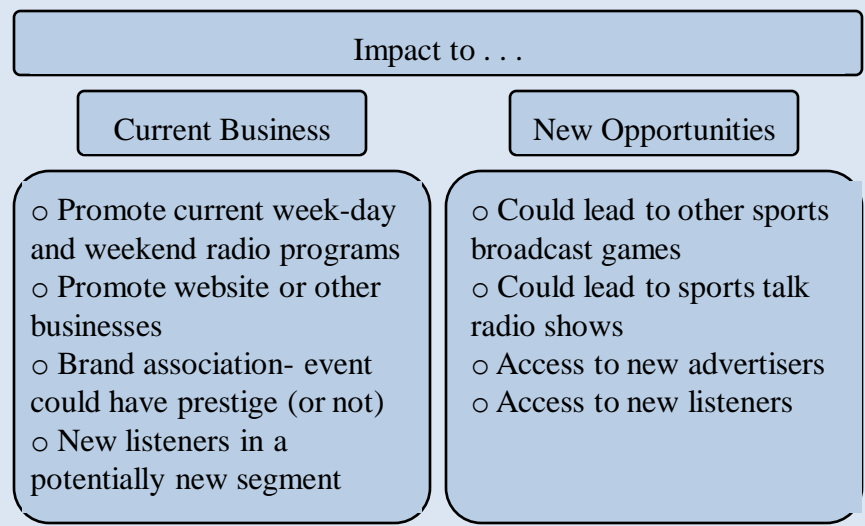 Impact to . . .
Current Business
New Opportunities
o Promote current week-day
and weekend radio programs
o Promote website or other
businesses
o Brand association- event
could have prestige (or not)
o New listeners in a
potentially new segment
o Could lead to other sports
broadcast games
o Could lead to sports talk
radio shows
o Access to new advertisers
o Access to new listeners